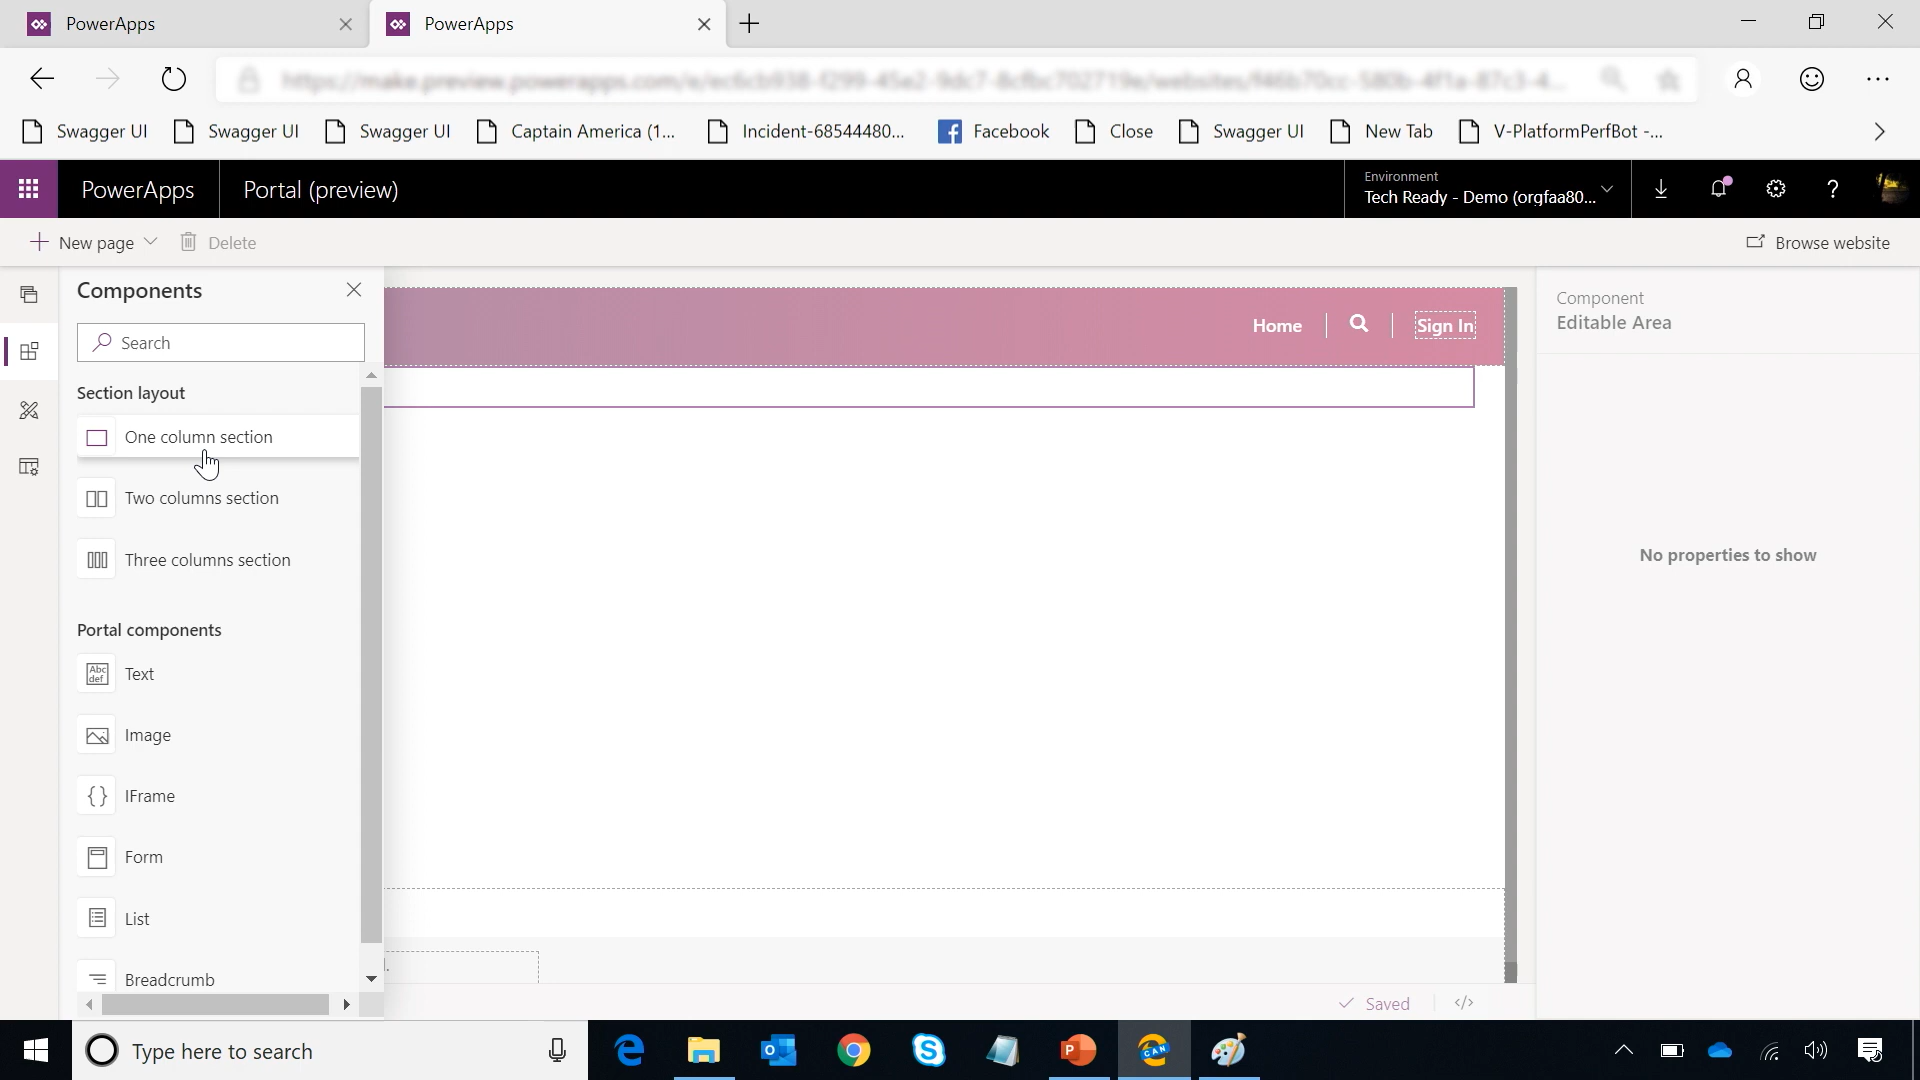 PowerApps
PowerApps
Swagger UI
Swagger UI
Swagger UI
Captain America (1...
Incident-68544480...
Facebook
Close
Swagger UI
New Tab
V-PlatformPerfBot -...
PowerApps
Portal (preview)
Environment
Tech Ready - Demo (orgfaa80...
New page
Delete
Browse website
Components
Search
Section layout
One column section
Two columns section
Three columns section
Portal components
Abc
def
Text
Image
IFrame
Form
List
Breadcrumb
Home
Sign In
Component
Editable Area
No properties to show
Saved
Type here to search
CAN